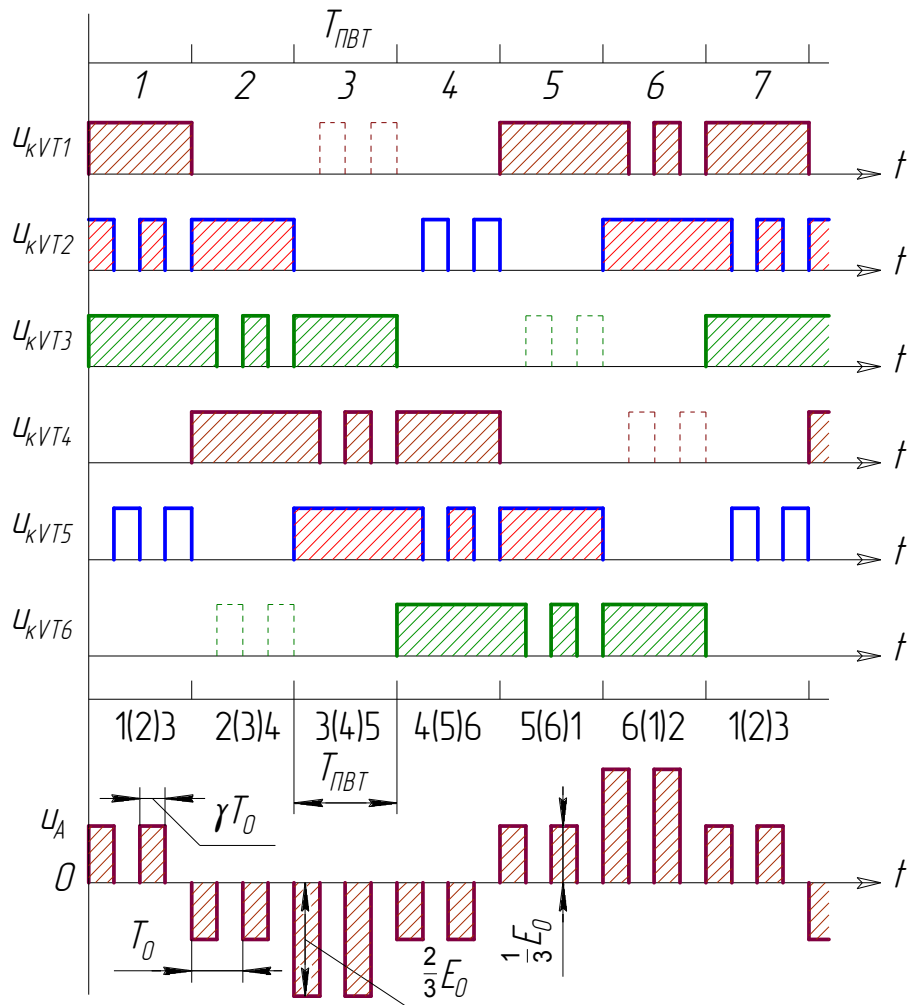 T_ПВТ
1 2 3 4 5 6 7
u_кVT1 t
u_кVT2 t
u_кVT3 t
u_кVT4 t
u_кVT5 t
u_кVT6 t
1(2)3 2(3)4 3(4)5 4(5)6 5(6)1 6(1)2 1(2)3
T_ПВТ
γT_0
u_A
0 t
T_0
2/3 E_0
1/3 E_0